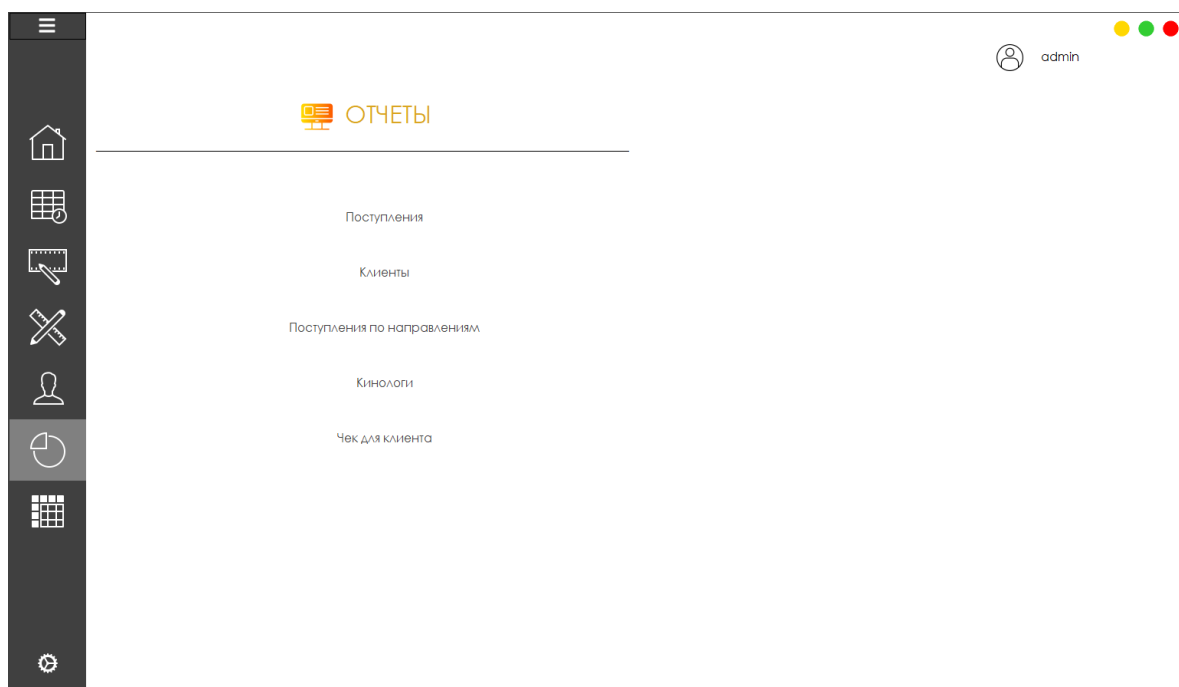 admin
ОТЧЕТЫ
Поступления
Клиенты
Поступления по направлениям
Кинологи
Чек для клиента